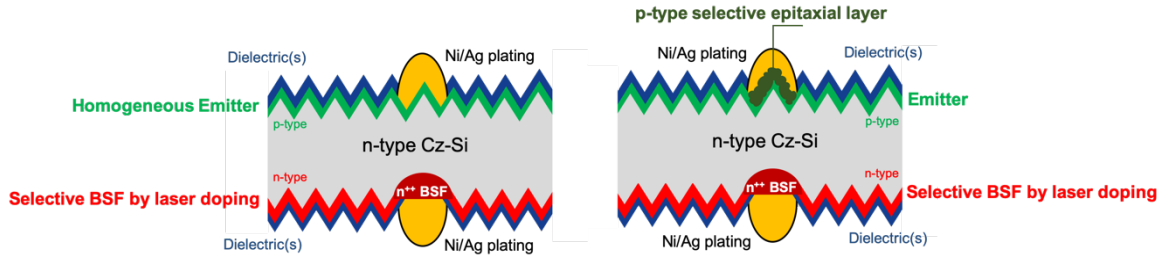 p-type selective epitaxial layer
Dielectric(s)
Ni/Ag plating
Homogeneous Emitter
p-type
n-type Cz-Si
n-type
n++ BSF
Selective BSF by laser doping
Dielectric(s)
Ni/Ag plating
Ni/Ag plating
Dielectric(s)
Emitter
p-type
n-type Cz-Si
n-type
n++ BSF
Selective BSF by laser doping
Ni/Ag plating
Dielectric(s)